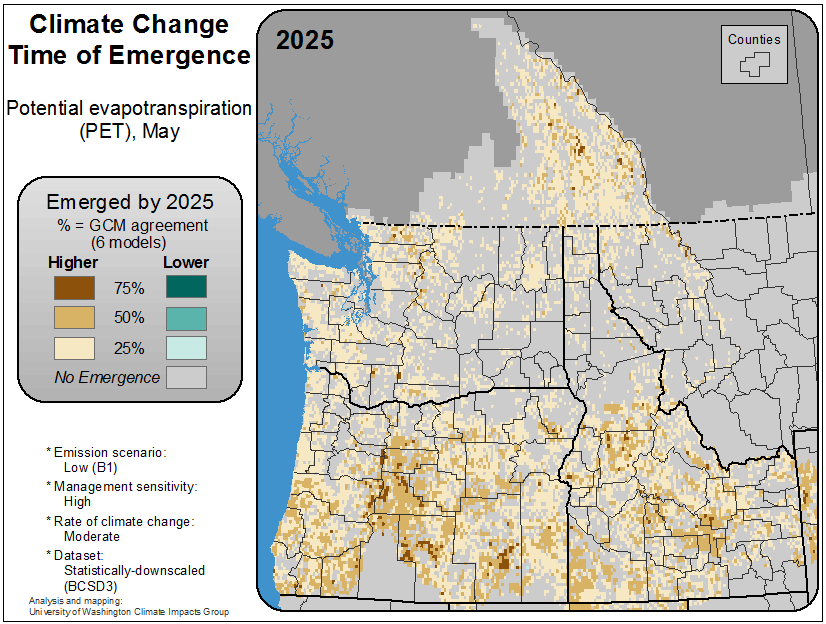 Climate Change
Time of Emergence
Potential evapotranspiration
(PET), May
Emerged by 2025
% = GCM agreement
(6 models)
Higher Lower
75%
50%
25%
No Emergence
* Emission scenario:
Low (B1)
* Management sensitivity:
High
* Rate of climate change:
Moderate
* Dataset:
Statistically-downscaled
(BCSD3)
Analysis and mapping:
University of Washington Climate Impacts Group
2025
Counties